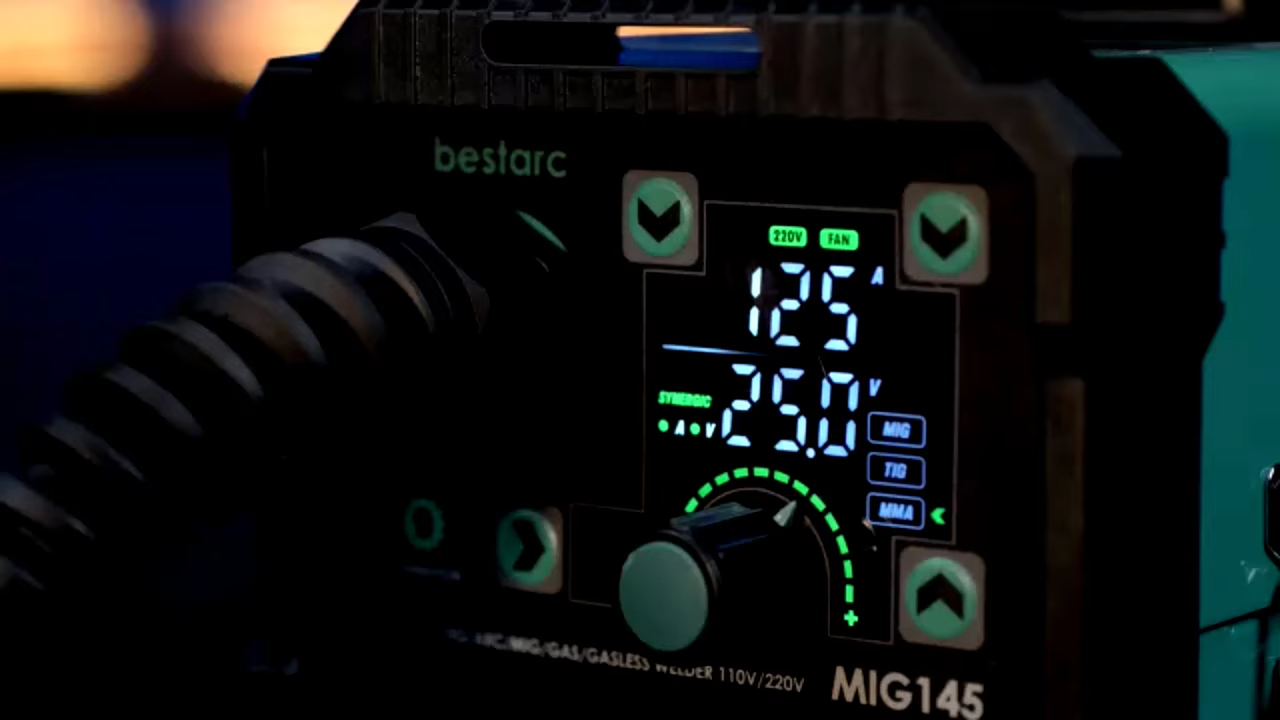 bestarc
220V FAN
125 A
25.0 V
SYNERGIC
A V
MIG
TIG
MMA
+
/MIG/GAS/GASLESS WELDER 110V/220V
MIG145